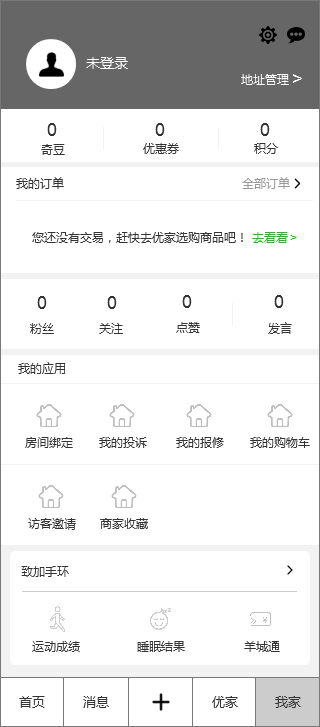 未登录
地址管理 >
0 0 0
奇豆 优惠券 积分
我的订单 全部订单 >
您还没有交易，赶快去优家选购商品吧！ 去看看>
0 0 0 0
粉丝 关注 点赞 发言
我的应用
房间绑定 我的投诉 我的报修 我的购物车
访客邀请 商家收藏
致加手环 >
运动成绩 睡眠结果 羊城通
首页 消息 + 优家 我家